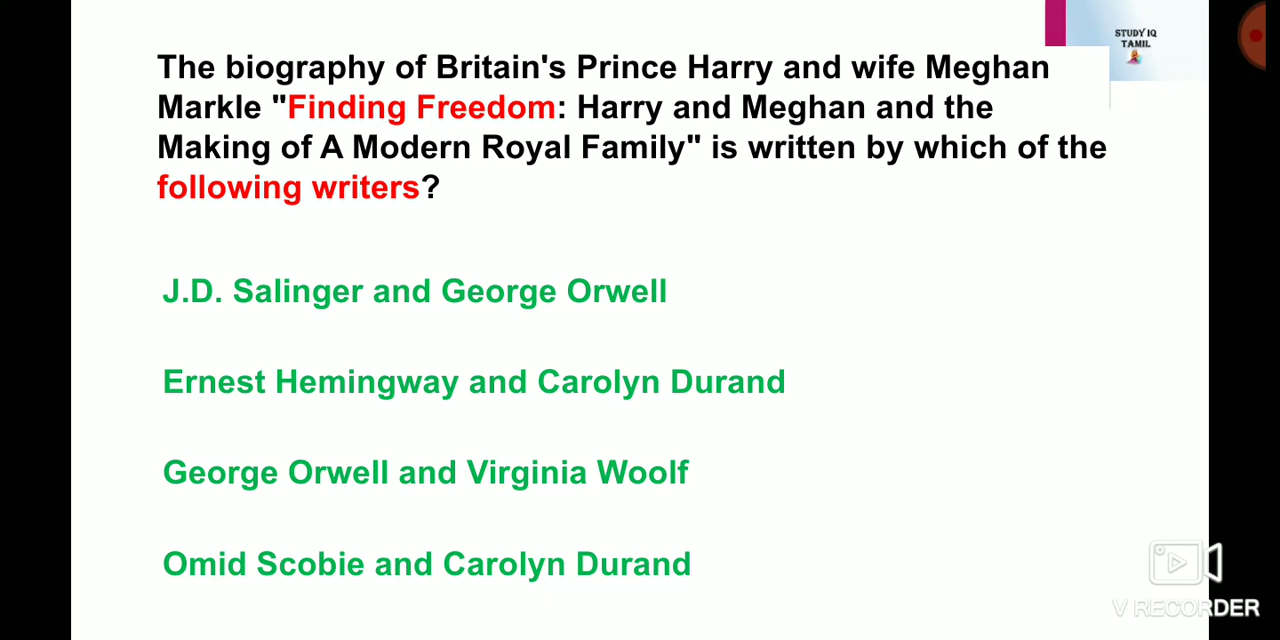 STUDY IQ
TAMIL
The biography of Britain's Prince Harry and wife Meghan
Markle "Finding Freedom: Harry and Meghan and the
Making of A Modern Royal Family" is written by which of the
following writers?
J.D. Salinger and George Orwell
Ernest Hemingway and Carolyn Durand
George Orwell and Virginia Woolf
Omid Scobie and Carolyn Durand
V RECORDER